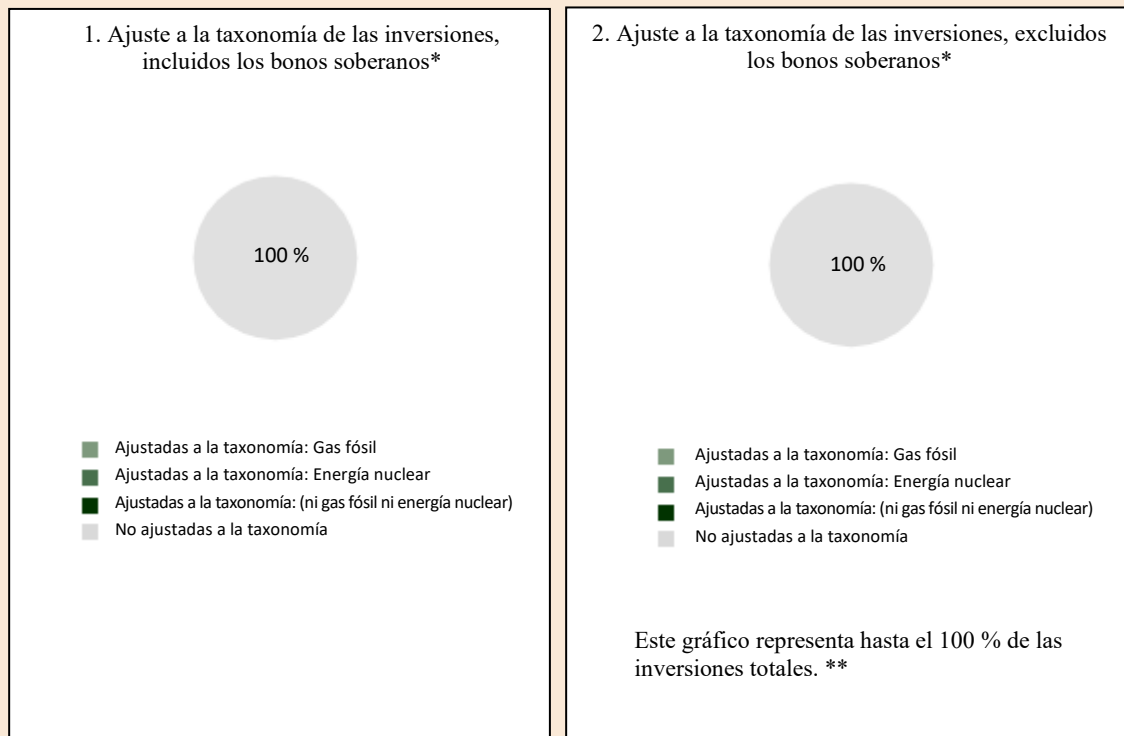 1. Ajuste a la taxonomía de las inversiones,
incluidos los bonos soberanos*
100 %
Ajustadas a la taxonomía: Gas fósil
Ajustadas a la taxonomía: Energía nuclear
Ajustadas a la taxonomía: (ni gas fósil ni energía nuclear)
No ajustadas a la taxonomía
2. Ajuste a la taxonomía de las inversiones, excluidos
los bonos soberanos*
100 %
Ajustadas a la taxonomía: Gas fósil
Ajustadas a la taxonomía: Energía nuclear
Ajustadas a la taxonomía: (ni gas fósil ni energía nuclear)
No ajustadas a la taxonomía
Este gráfico representa hasta el 100 % de las
inversiones totales. **